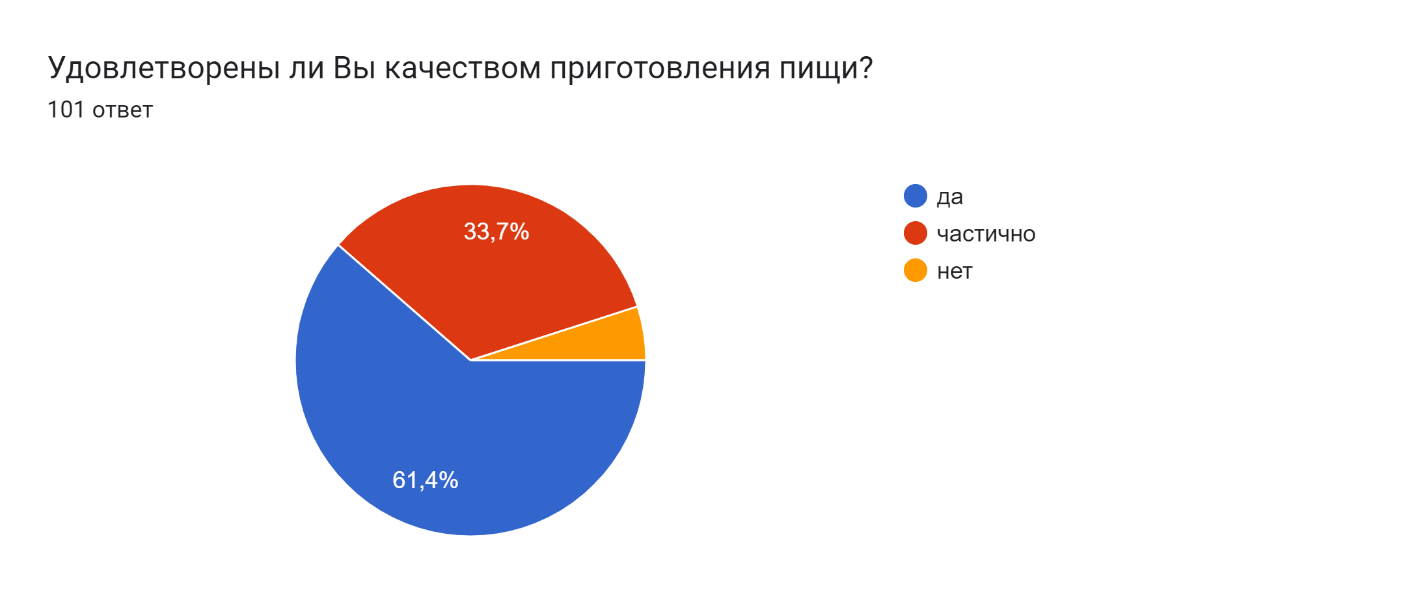 Удовлетворены ли Вы качеством приготовления пищи?
101 ответ
33,7%
61,4%
да
частично
нет